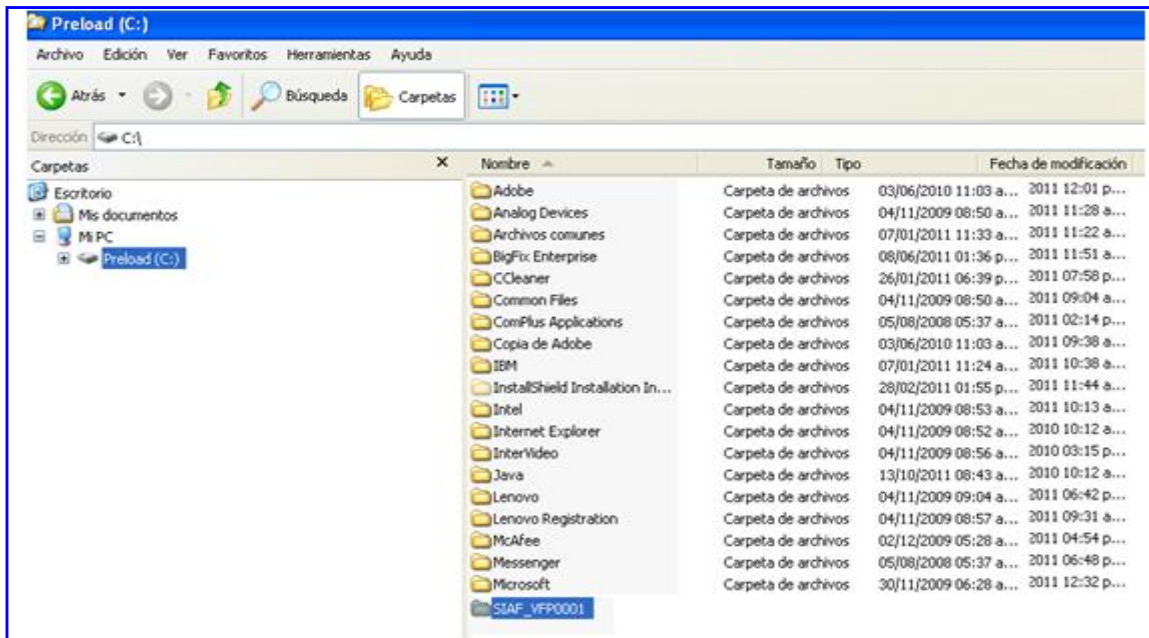 Preload (C:)
Archivo Edición Ver Favoritos Herramientas Ayuda
Atrás Búsqueda Carpetas
Dirección C:\
Carpetas
Escritorio
Mis documentos
Mi PC
Preload (C:)
Nombre Tamaño Tipo Fecha de modificación
Adobe Carpeta de archivos 03/06/2010 11:03 a... 2011 12:01 p...
Analog Devices Carpeta de archivos 04/11/2009 08:50 a... 2011 11:28 a...
Archivos comunes Carpeta de archivos 07/01/2011 11:33 a... 2011 11:22 a...
BigFix Enterprise Carpeta de archivos 08/06/2011 01:36 p... 2011 11:51 a...
CCleaner Carpeta de archivos 26/01/2011 06:39 p... 2011 07:58 p...
Common Files Carpeta de archivos 04/11/2009 08:50 a... 2011 09:04 a...
ComPlus Applications Carpeta de archivos 05/08/2008 05:37 a... 2011 02:14 p...
Copia de Adobe Carpeta de archivos 03/06/2010 11:03 a... 2011 09:38 a...
IBM Carpeta de archivos 07/01/2011 11:24 a... 2011 10:38 a...
InstallShield Installation In... Carpeta de archivos 28/02/2011 01:55 p... 2011 11:44 a...
Intel Carpeta de archivos 04/11/2009 08:53 a... 2011 10:13 a...
Internet Explorer Carpeta de archivos 04/11/2009 08:52 a... 2010 10:12 a...
InterVideo Carpeta de archivos 04/11/2009 08:56 a... 2010 03:15 p...
Java Carpeta de archivos 13/10/2011 08:43 a... 2010 10:12 a...
Lenovo Carpeta de archivos 04/11/2009 09:04 a... 2011 06:42 p...
Lenovo Registration Carpeta de archivos 04/11/2009 08:57 a... 2011 09:31 a...
McAfee Carpeta de archivos 02/12/2009 05:28 a... 2011 04:54 p...
Messenger Carpeta de archivos 05/08/2008 05:37 a... 2011 06:48 p...
Microsoft Carpeta de archivos 30/11/2009 06:28 a... 2011 12:32 p...
SIAF_VFP0001